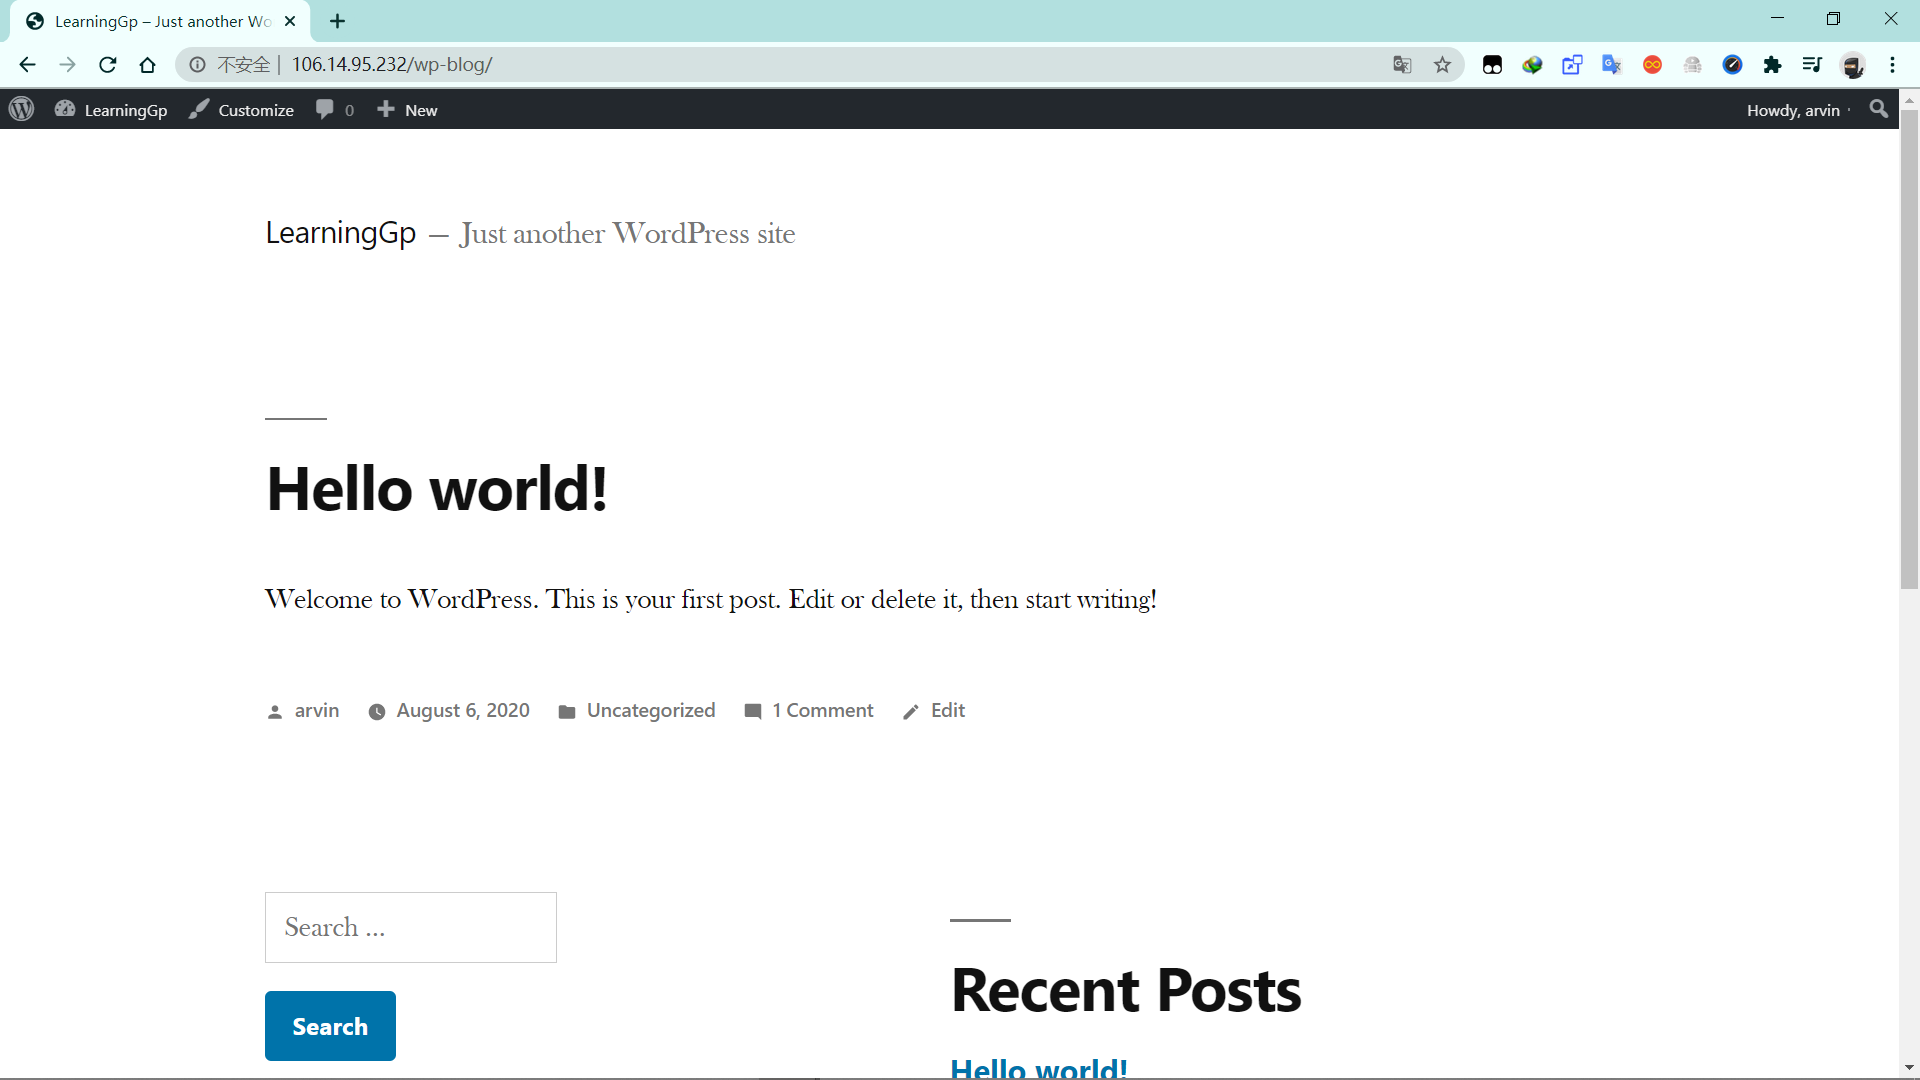 LearningGp – Just another Wo
不安全 | 106.14.95.232/wp-blog/
LearningGp Customize 0 New Howdy, arvin
LearningGp — Just another WordPress site
Hello world!
Welcome to WordPress. This is your first post. Edit or delete it, then start writing!
arvin August 6, 2020 Uncategorized 1 Comment Edit
Search ...
Search
Recent Posts
Hello world!